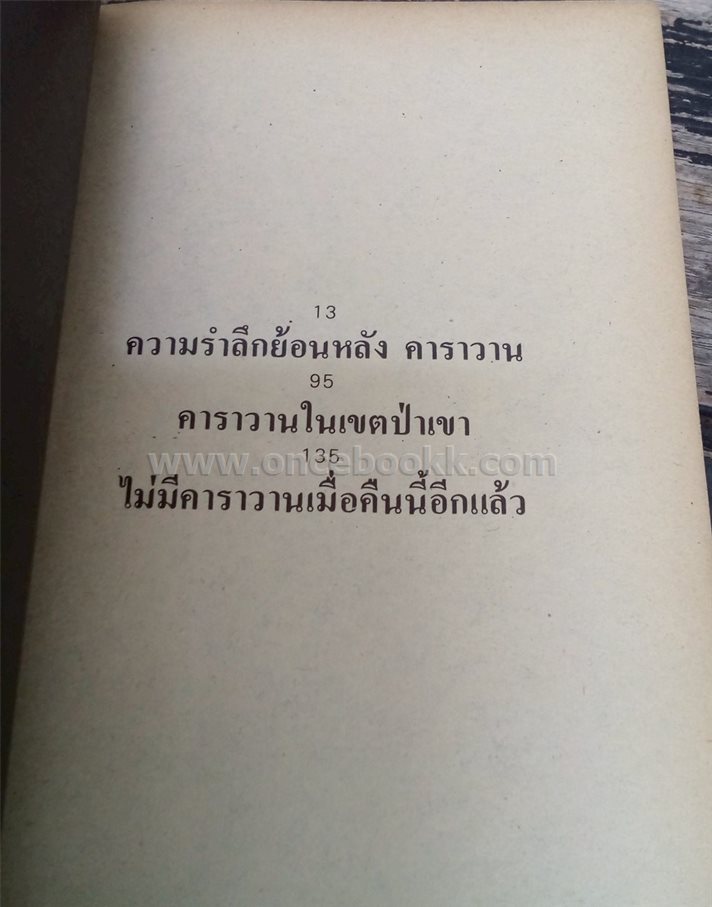 13
ความรำลึกย้อนหลัง คาราวาน
95
คาราวานในเขตป่าเขา
135
www.oncebookk.com
ไม่มีคาราวานเมื่อคืนนี้อีกแล้ว